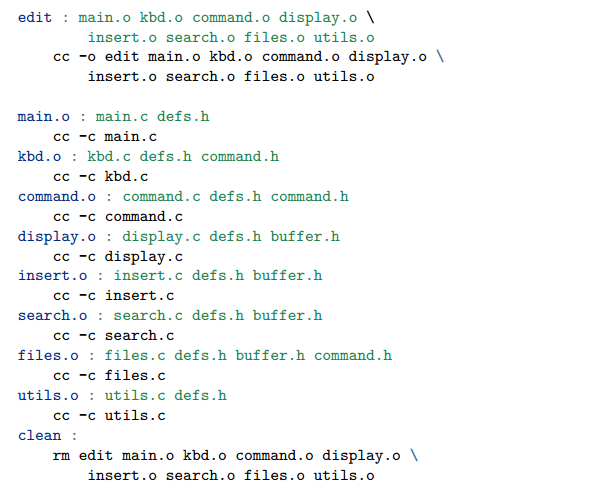 edit : main.o kbd.o command.o display.o \
        insert.o search.o files.o utils.o
    cc -o edit main.o kbd.o command.o display.o \
        insert.o search.o files.o utils.o

main.o : main.c defs.h
    cc -c main.c
kbd.o : kbd.c defs.h command.h
    cc -c kbd.c
command.o : command.c defs.h command.h
    cc -c command.c
display.o : display.c defs.h buffer.h
    cc -c display.c
insert.o : insert.c defs.h buffer.h
    cc -c insert.c
search.o : search.c defs.h buffer.h
    cc -c search.c
files.o : files.c defs.h buffer.h command.h
    cc -c files.c
utils.o : utils.c defs.h
    cc -c utils.c
clean :
    rm edit main.o kbd.o command.o display.o \
        insert.o search.o files.o utils.o